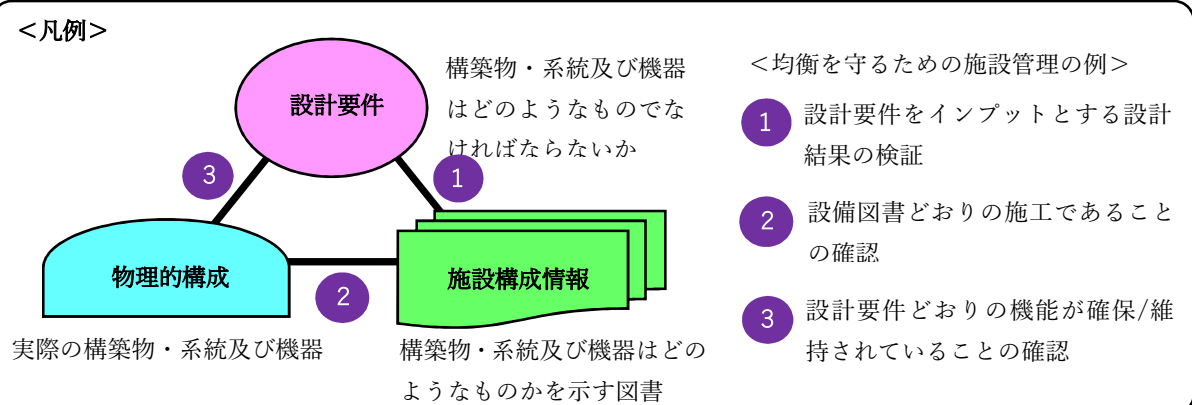 <凡例>
設計要件
構築物・系統及び機器
はどのようなものでな
ければならないか
3
1
物理的構成
2
施設構成情報
実際の構築物・系統及び機器
構築物・系統及び機器はどの
ようなものかを示す図書
<均衡を守るための施設管理の例>
1
設計要件をインプットとする設計
結果の検証
2
設備図書どおりの施工であること
の確認
3
設計要件どおりの機能が確保/維
持されていることの確認